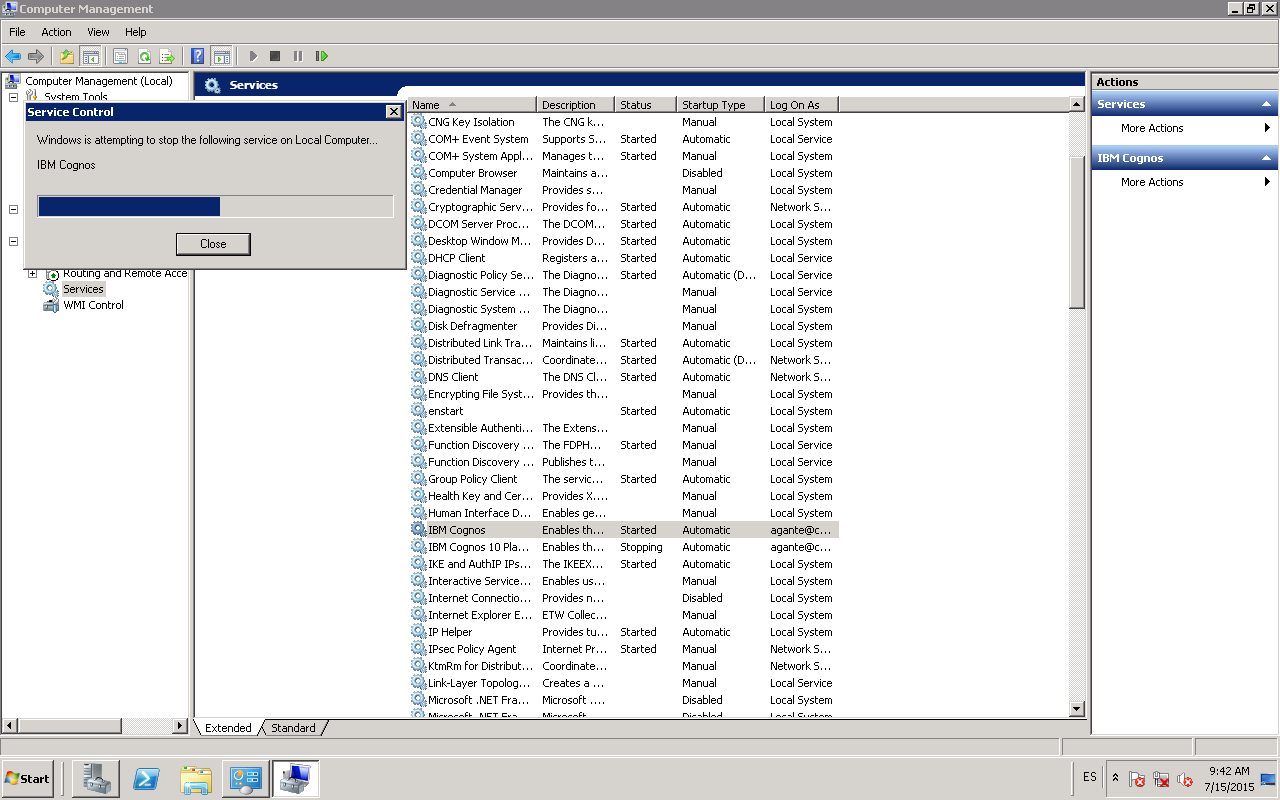 Computer Management
File Action View Help
Computer Management (Local)
System Tools
Routing and Remote Acce
Services
WMI Control
Service Control
Windows is attempting to stop the following service on Local Computer...
IBM Cognos
Close
Services
Name Description Status Startup Type Log On As
CNG Key Isolation The CNG k... Manual Local System
COM+ Event System Supports S... Started Automatic Local Service
COM+ System Appl... Manages t... Started Manual Local System
Computer Browser Maintains a... Disabled Local System
Credential Manager Provides s... Manual Local System
Cryptographic Serv... Provides fo... Started Automatic Network S...
DCOM Server Proc... The DCOM... Started Automatic Local System
Desktop Window M... Provides D... Started Automatic Local System
DHCP Client Registers a... Started Automatic Local Service
Diagnostic Policy Se... The Diagno... Started Automatic (D... Local Service
Diagnostic Service ... The Diagno... Manual Local Service
Diagnostic System ... The Diagno... Manual Local System
Disk Defragmenter Provides Di... Manual Local System
Distributed Link Tra... Maintains li... Started Automatic Local System
Distributed Transac... Coordinate... Started Automatic (D... Network S...
DNS Client The DNS Cl... Started Automatic Network S...
Encrypting File Syst... Provides th... Manual Local System
enstart Started Automatic Local System
Extensible Authenti... The Extens... Manual Local System
Function Discovery ... The FDPH... Started Manual Local Service
Function Discovery ... Publishes t... Manual Local Service
Group Policy Client The servic... Started Automatic Local System
Health Key and Cer... Provides X.... Manual Local System
Human Interface D... Enables ge... Manual Local System
IBM Cognos Enables th... Started Automatic agante@c...
IBM Cognos 10 Pla... Enables th... Stopping Automatic agante@c...
IKE and AuthIP IPs... The IKEEX... Started Automatic Local System
Interactive Service... Enables us... Manual Local System
Internet Connectio... Provides n... Disabled Local System
Internet Explorer E... ETW Collec... Manual Local System
IP Helper Provides tu... Started Automatic Local System
IPsec Policy Agent Internet Pr... Started Manual Network S...
KtmRm for Distribut... Coordinate... Manual Network S...
Link-Layer Topolog... Creates a ... Manual Local Service
Microsoft .NET Fra... Microsoft .... Disabled Local System
Microsoft .NET Fra... Microsoft Disabled Local System
Extended Standard
Actions
Services
More Actions
IBM Cognos
More Actions
Start
ES
9:42 AM
7/15/2015